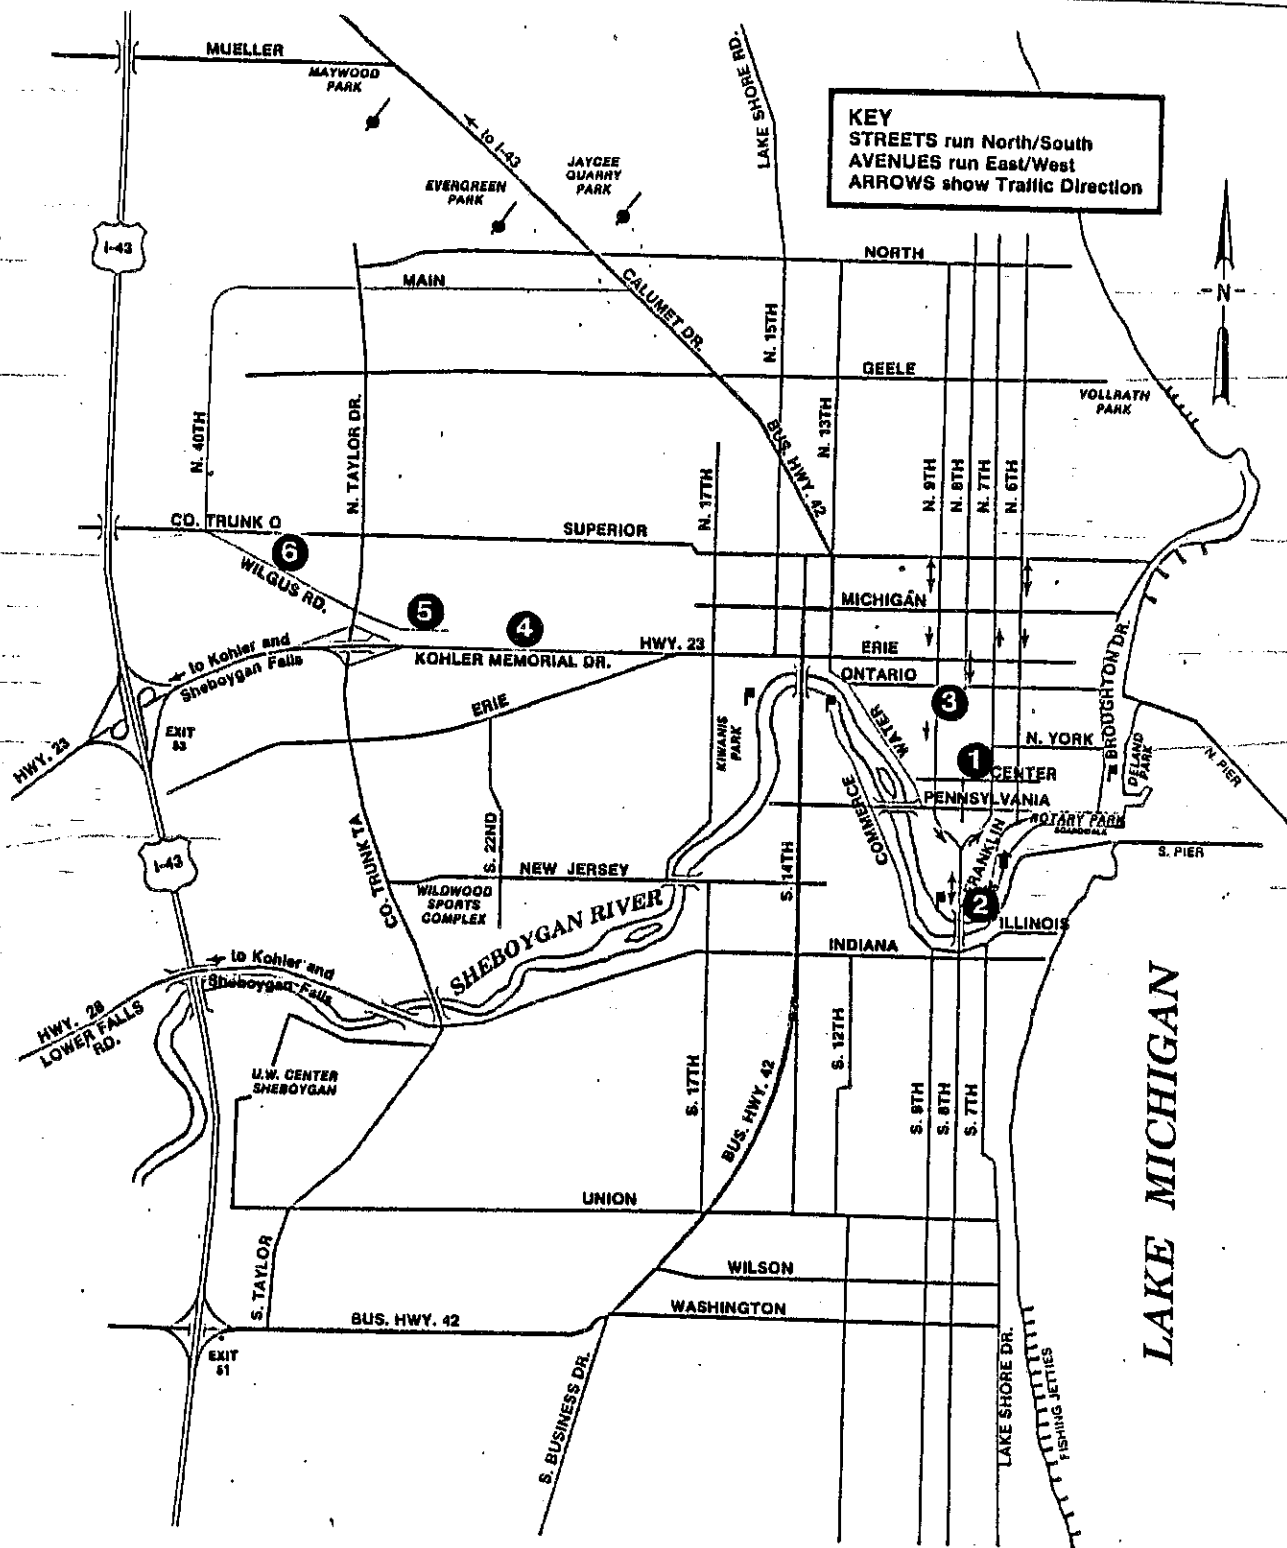 MUELLER
MAYWOOD
PARK
LAKE SHORE RD.
KEY
STREETS run North/South
AVENUES run East/West
ARROWS show Traffic Direction
to I-43
JAYCEE
QUARRY
PARK
EVERGREEN
PARK
I-43
NORTH
MAIN
CALUMET DR.
N
N. 15TH
GEELE
VOLLRATH
PARK
N. 40TH
N. TAYLOR DR.
N. 13TH
BUS. HWY. 42
N. 17TH
N. 9TH
N. 8TH
N. 7TH
N. 6TH
CO. TRUNK O
SUPERIOR
6
WILGUS RD.
5
4
MICHIGAN
HWY. 23
ERIE
to Kohler and
Sheboygan Falls
KOHLER MEMORIAL DR.
ONTARIO
BROUGHTON DR.
3
ERIE
WATER
EXIT
53
KIWANIS
PARK
N. YORK
DELAND
PARK
N. PIER
HWY. 23
1
CENTER
PENNSYLVANIA
COMMERCE
ROTARY PARK
BOARDWALK
CO. TRUNK TA
S. 22ND
FRANKLIN
S. PIER
I-43
NEW JERSEY
S. 14TH
WILDWOOD
SPORTS
COMPLEX
SHEBOYGAN RIVER
2
ILLINOIS
INDIANA
to Kohler and
Sheboygan Falls
HWY. 28
LOWER FALLS
RD.
LAKE MICHIGAN
U.W. CENTER
SHEBOYGAN
S. 17TH
BUS. HWY. 42
S. 12TH
S. 9TH
S. 8TH
S. 7TH
UNION
S. TAYLOR
WILSON
WASHINGTON
BUS. HWY. 42
EXIT
51
S. BUSINESS DR.
LAKE SHORE DR.
FISHING JETTIES